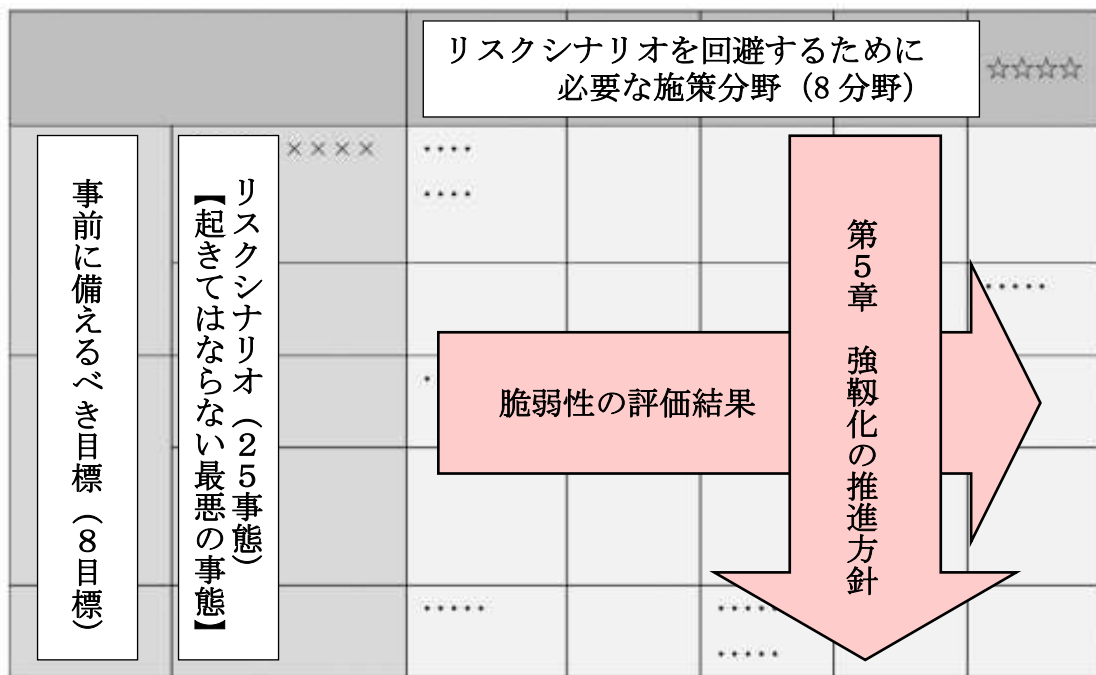 リスクシナリオを回避するために
必要な施策分野（8分野）
☆☆☆☆
事前に備えるべき目標（8目標）
リスクシナリオ（25事態）
【起きてはならない最悪の事態】
××××
････
････
･････
脆弱性の評価結果
第5章　強靱化の推進方針
･････
･････
･････